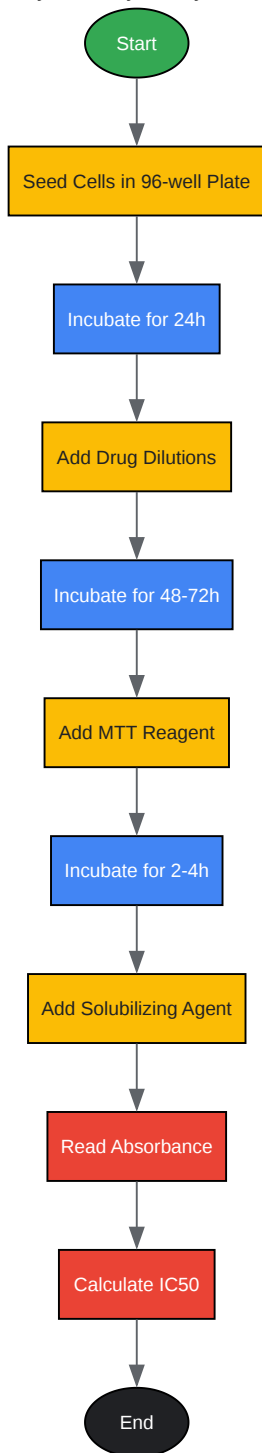 Start
Seed Cells in 96-well Plate
Incubate for 24h
Add Drug Dilutions
Incubate for 48-72h
Add MTT Reagent
Incubate for 2-4h
Add Solubilizing Agent
Read Absorbance
Calculate IC50
End